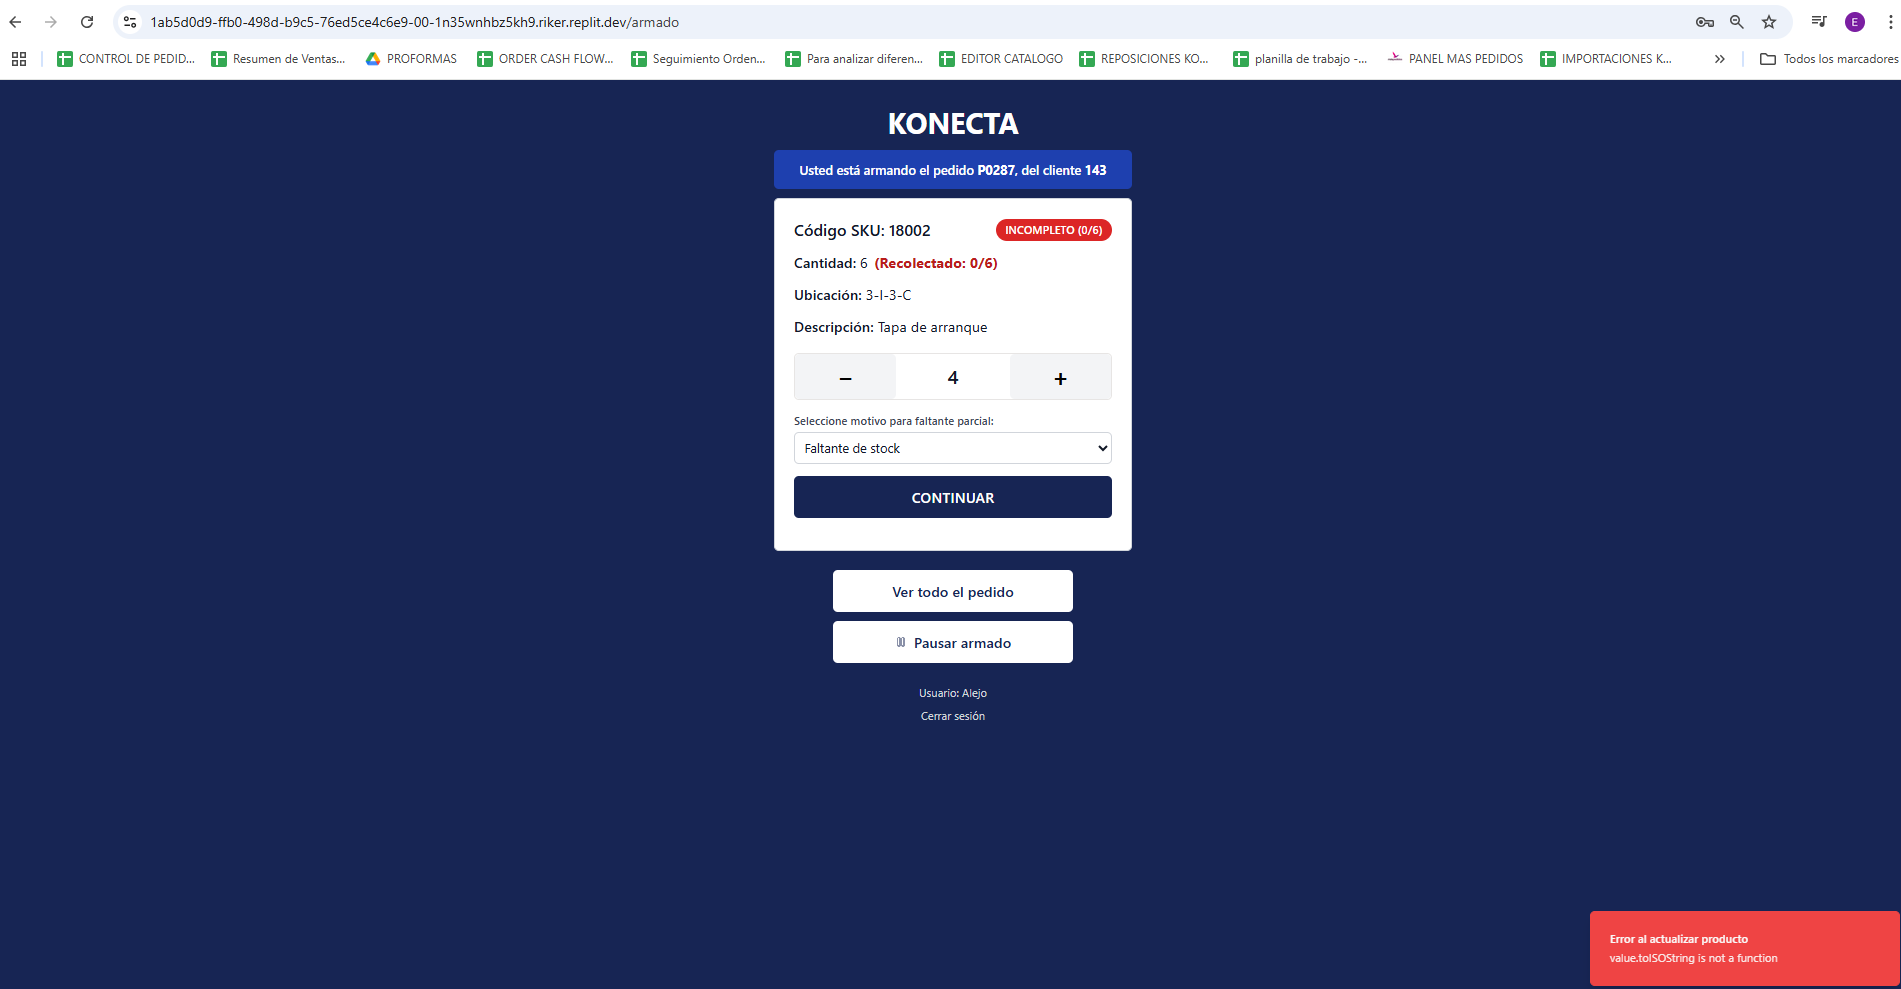 1ab5d0d9-ffb0-498d-b9c5-76ed5ce4c6e9-00-1n35wnhbz5kh9.riker.replit.dev/armado
E
CONTROL DE PEDID... Resumen de Ventas... PROFORMAS ORDER CASH FLOW... Seguimiento Orden... Para analizar diferen... EDITOR CATALOGO REPOSICIONES KO... planilla de trabajo -... PANEL MAS PEDIDOS IMPORTACIONES K... » Todos los marcadores
KONECTA
Usted está armando el pedido P0287, del cliente 143
Código SKU: 18002 INCOMPLETO (0/6)
Cantidad: 6 (Recolectado: 0/6)
Ubicación: 3-I-3-C
Descripción: Tapa de arranque
− 4 +
Seleccione motivo para faltante parcial:
Faltante de stock
CONTINUAR
Ver todo el pedido
Pausar armado
Usuario: Alejo
Cerrar sesión
Error al actualizar producto
value.toISOString is not a function